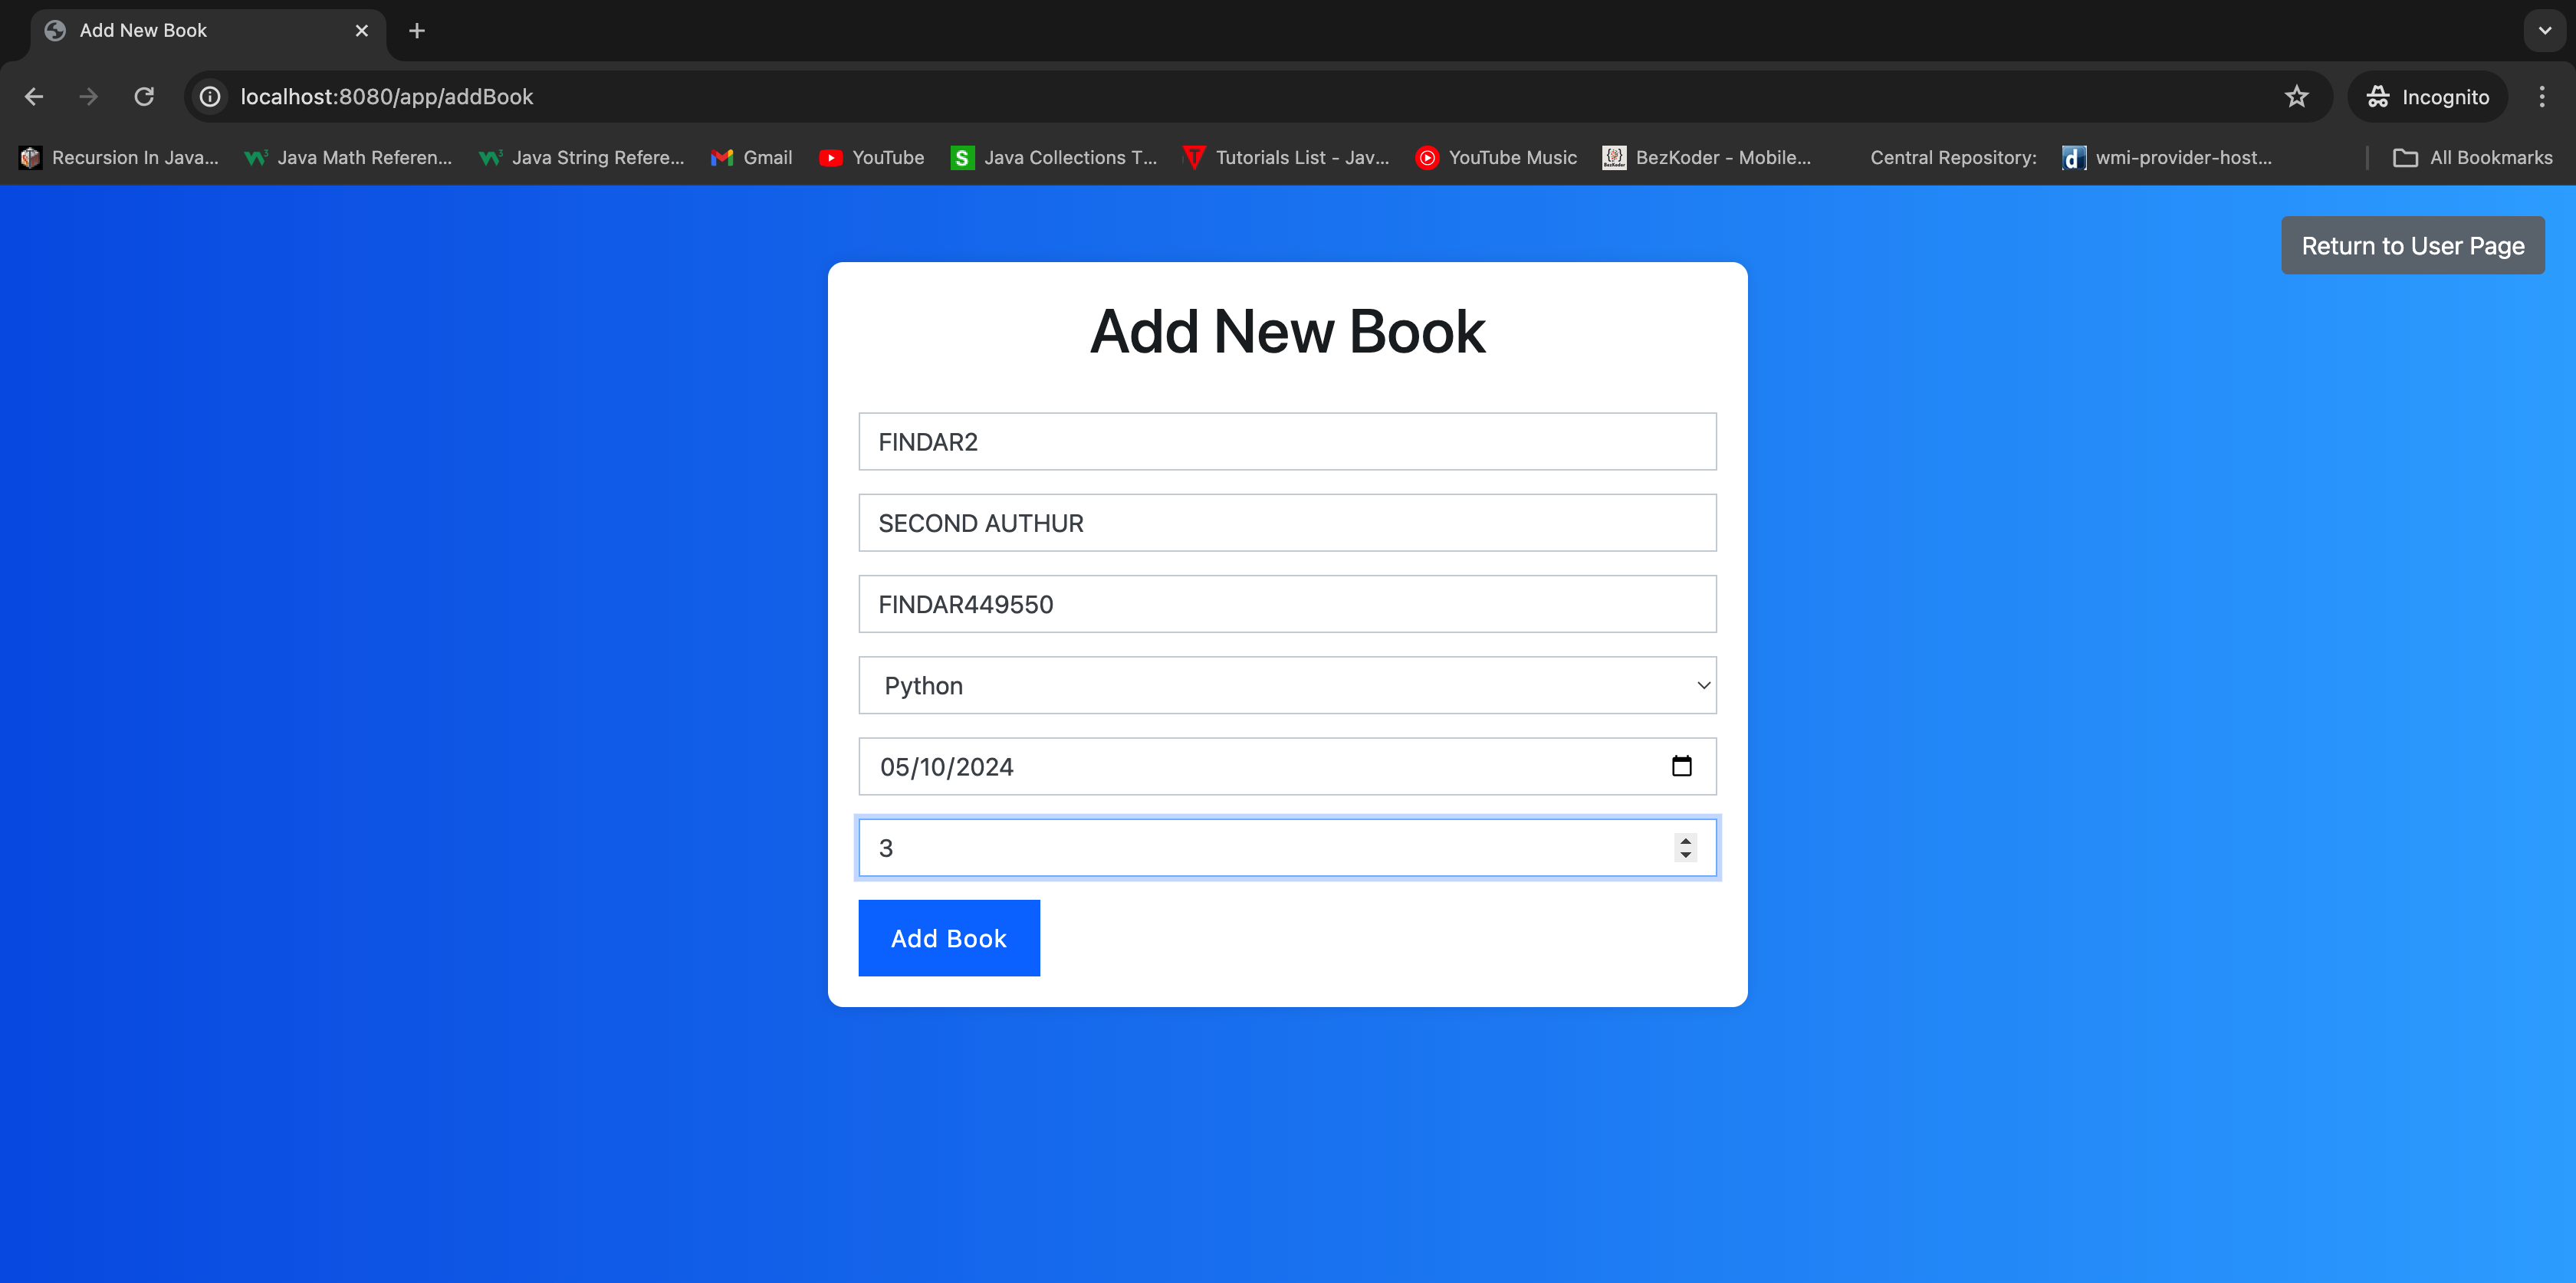 Add New Book
localhost:8080/app/addBook
Incognito
Recursion In Java...
W3 Java Math Referen...
W3 Java String Refere...
Gmail
YouTube
S Java Collections T...
T Tutorials List - Jav...
YouTube Music
BezKoder - Mobile...
Central Repository:
d wmi-provider-host...
All Bookmarks
Return to User Page
Add New Book
FINDAR2
SECOND AUTHUR
FINDAR449550
Python
05/10/2024
3
Add Book